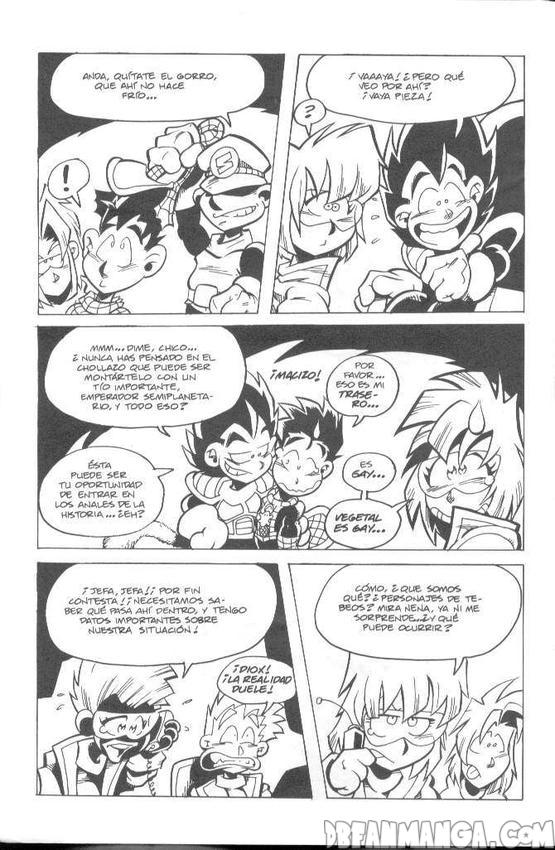 ANDA, QUÍTATE EL GORRO,
QUE AHÍ NO HACE
FRÍO...
!
¡VAAAYA! ¿PERO QUÉ
VEO POR AHÍ?
¡VAYA PIEZA!
?
MMM... DIME, CHICO...
¿NUNCA HAS PENSADO EN EL
CHOLLAZO QUE PUEDE SER
MONTÁRTELO CON UN
TÍO IMPORTANTE,
EMPERADOR SEMIPLANETA-
RIO, Y TODO ESO?
¡MACIZO!
POR
FAVOR...
ESO ES MI
TRASE-
RO...
ÉSTA
PUEDE SER
TU OPORTUNIDAD
DE ENTRAR EN
LOS ANALES DE LA
HISTORIA... ¿EH?
ES
GAY...
VEGETAL
ES GAY...
¡JEFA, JEFA! ¡POR FIN
CONTESTA! ¡NECESITAMOS SA-
BER QUÉ PASA AHÍ DENTRO, Y TENGO
DATOS IMPORTANTES SOBRE
NUESTRA SITUACIÓN!
¡DIOX!
¡LA REALIDAD
DUELE!
CÓMO, ¿QUE SOMOS
QUÉ? ¿PERSONAJES DE TE-
BEOS? MIRA NENA, YA NI ME
SORPRENDE... ¿Y QUÉ
PUEDE OCURRIR?
DBFANMANGA.COM